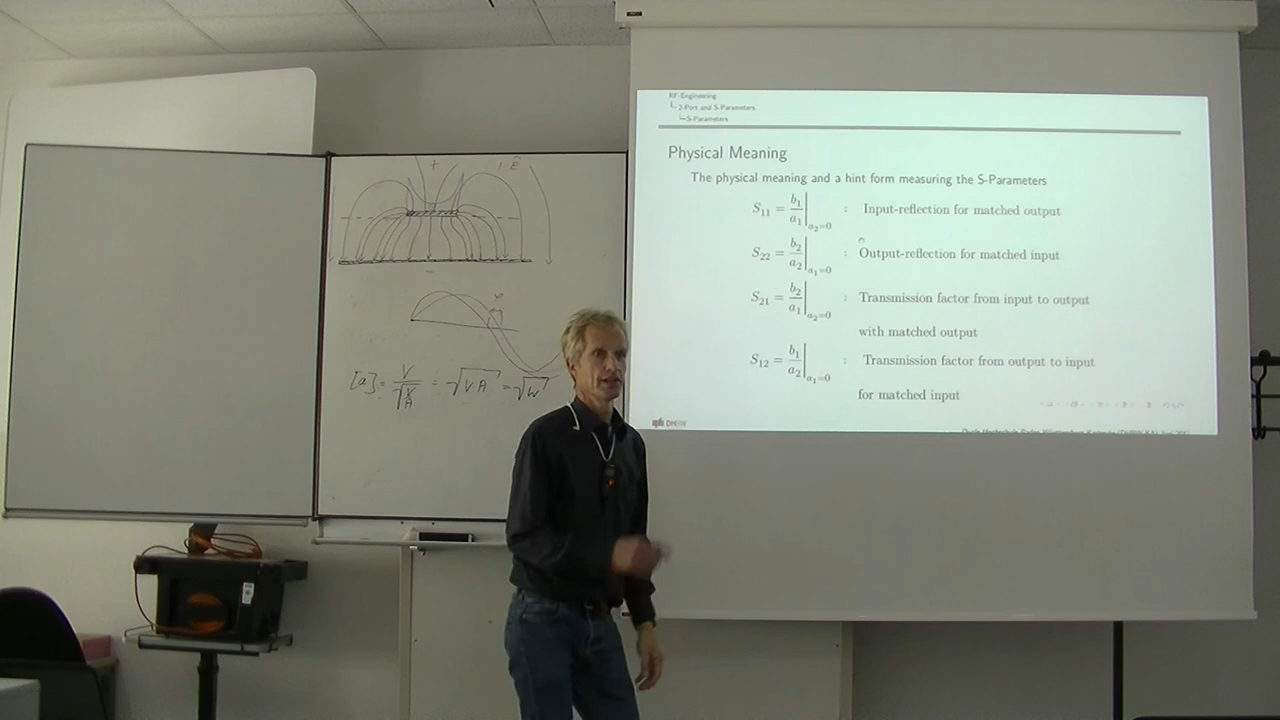 +
| E⃗
φ
[a] = V/√(V/A) = √VA = √W
–
RF-Engineering
2-Port and S-Parameters
S-Parameters
Physical Meaning
The physical meaning and a hint form measuring the S-Parameters
S₁₁ = b₁/a₁ |a₂=0 : Input-reflection for matched output
S₂₂ = b₂/a₂ |a₁=0 : Output-reflection for matched input
S₂₁ = b₂/a₁ |a₂=0 : Transmission factor from input to output
with matched output
S₁₂ = b₁/a₂ |a₁=0 : Transmission factor from output to input
for matched input
DHBW